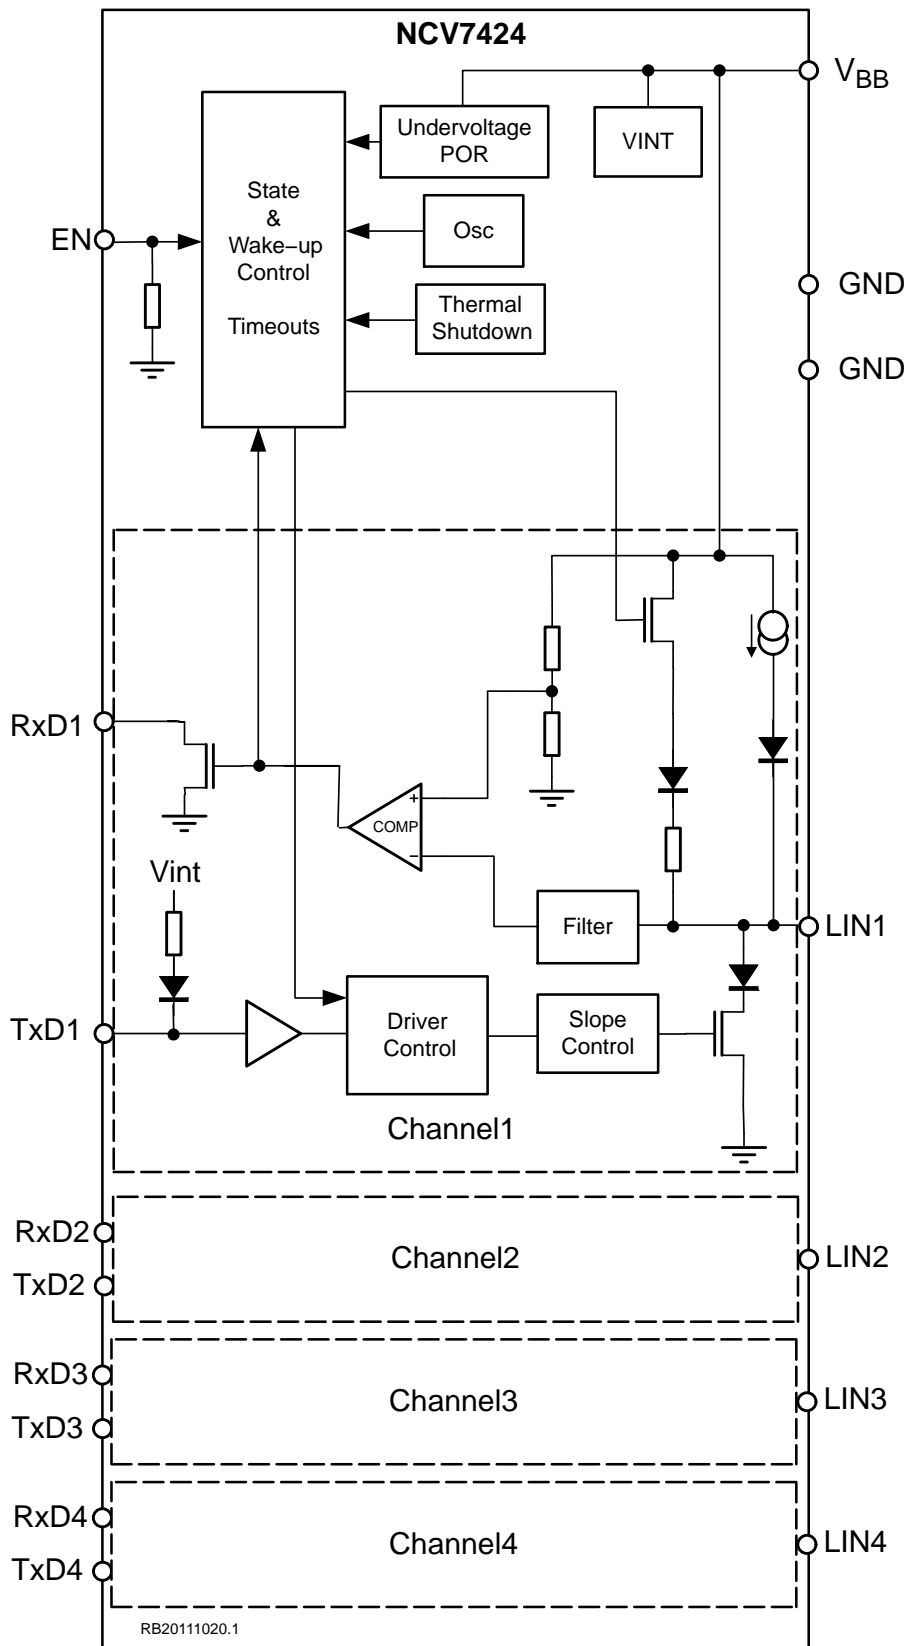 NCV7424
VBB
Undervoltage
POR
VINT
State
&
Wake−up
Control
Timeouts
EN
Osc
GND
Thermal
Shutdown
GND
RxD1
+
COMP
−
Vint
Filter
LIN1
TxD1
Driver
Control
Slope
Control
Channel1
RxD2
TxD2
Channel2
LIN2
RxD3
TxD3
Channel3
LIN3
RxD4
TxD4
Channel4
LIN4
RB20111020.1